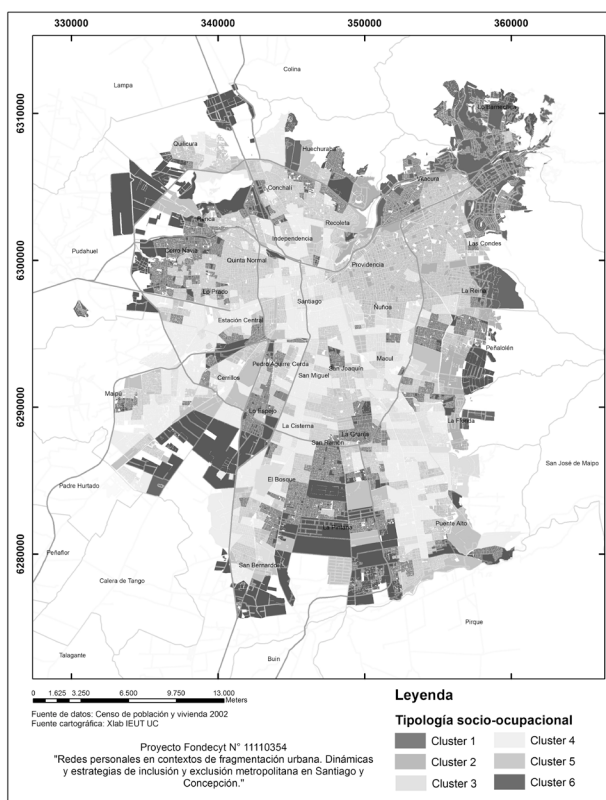 330000 340000 350000 360000
6310000
6300000
6290000
6280000
Colina
Lampa
Lo Barnechea
Quilicura
Huechuraba
Vitacura
Conchalí
Renca
Recoleta
Independencia
Las Condes
Pudahuel
Cerro Navia
Quinta Normal
Providencia
Lo Prado
Santiago
La Reina
Ñuñoa
Estación Central
Peñalolén
Macul
Pedro Aguirre Cerda
San Joaquín
Cerrillos
San Miguel
Maipú
Lo Espejo
La Cisterna
La Granja
La Florida
San Ramón
San José de Maipo
Padre Hurtado
El Bosque
La Pintana
Puente Alto
Peñaflor
San Bernardo
Calera de Tango
Pirque
Talagante
Buin
0 1.625 3.250 6.500 9.750 13.000
Meters
Fuente de datos: Censo de población y vivienda 2002
Fuente cartográfica: Xlab IEUT UC
Proyecto Fondecyt N° 11110354
"Redes personales en contextos de fragmentación urbana. Dinámicas
y estrategias de inclusión y exclusión metropolitana en Santiago y
Concepción."
Leyenda
Tipología socio-ocupacional
Cluster 1
Cluster 2
Cluster 3
Cluster 4
Cluster 5
Cluster 6